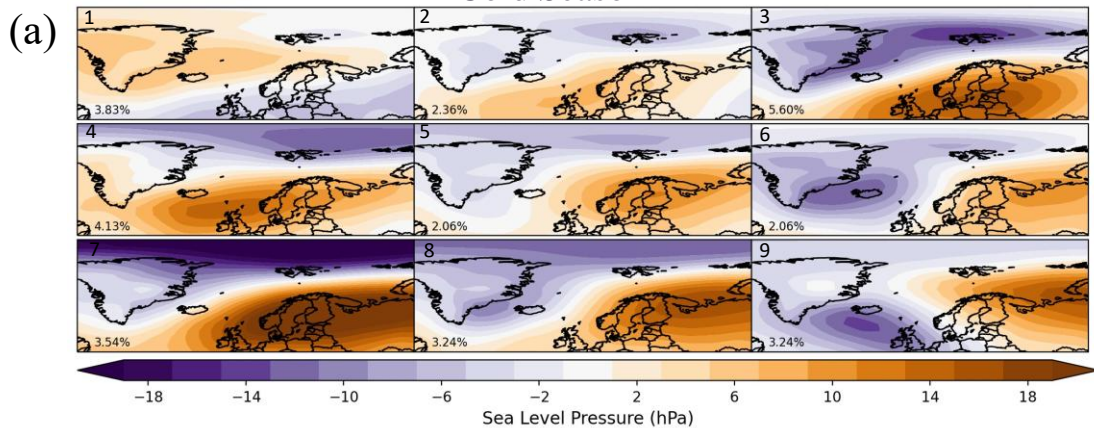 (a)
1 2 3
3.83% 2.36% 5.60%
4 5 6
4.13% 2.06% 2.06%
7 8 9
3.54% 3.24% 3.24%
−18 −14 −10 −6 −2 2 6 10 14 18
Sea Level Pressure (hPa)